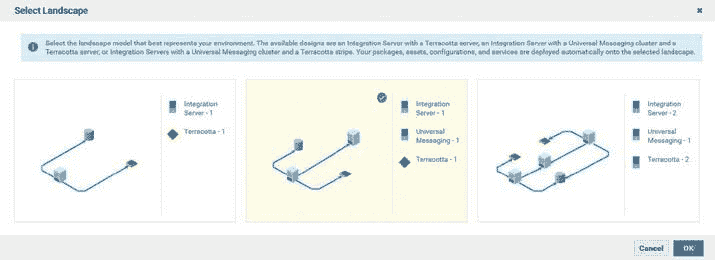 Select Landscape
Select the landscape model that best represents your environment. The available designs are an Integration Server with a Terracotta server, an Integration Server with a Universal Messaging cluster and a
Terracotta server, or Integration Servers with a Universal Messaging cluster and a Terracotta stripe. Your packages, assets, configurations, and services are deployed automatically onto the selected landscape.
Integration
Server - 1
Terracotta - 1
Integration
Server - 1
Universal
Messaging - 1
Terracotta - 1
Integration
Server - 2
Universal
Messaging - 1
Terracotta - 2
Cancel
OK